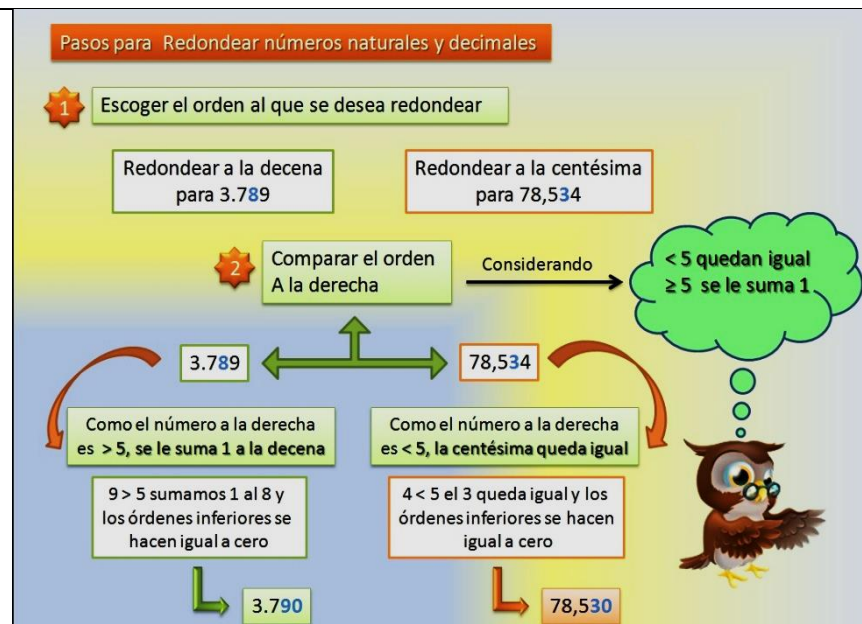 Pasos para Redondear números naturales y decimales
1
Escoger el orden al que se desea redondear
Redondear a la decena
para 3.789
Redondear a la centésima
para 78,534
2
Comparar el orden
A la derecha
Considerando
< 5 quedan igual
≥ 5 se le suma 1
3.789
78,534
Como el número a la derecha
es > 5, se le suma 1 a la decena
Como el número a la derecha
es < 5, la centésima queda igual
9 > 5 sumamos 1 al 8 y
los órdenes inferiores se
hacen igual a cero
4 < 5 el 3 queda igual y los
órdenes inferiores se hacen
igual a cero
3.790
78,530